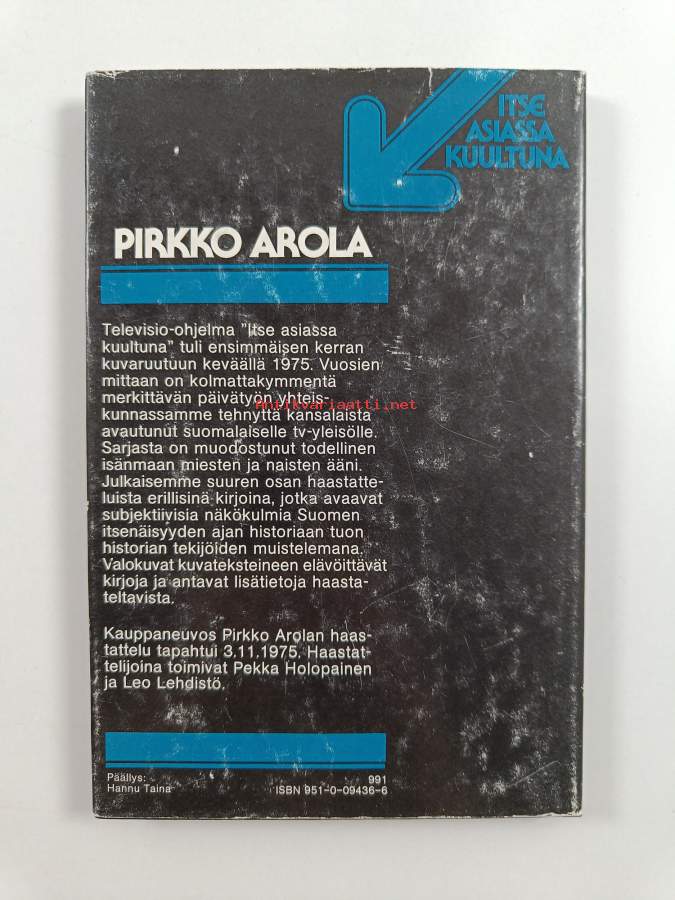 ITSE
ASIASSA
KUULTUNA
PIRKKO AROLA
Televisio-ohjelma ”Itse asiassa
kuultuna” tuli ensimmäisen kerran
kuvaruutuun keväällä 1975. Vuosien
mittaan on kolmattakymmentä
merkittävän päivätyön yhteis-
kunnassamme tehnyttä kansalaista
avautunut suomalaiselle tv-yleisölle.
Sarjasta on muodostunut todellinen
isänmaan miesten ja naisten ääni.
Julkaisemme suuren osan haastatte-
luista erillisinä kirjoina, jotka avaavat
subjektiivisia näkökulmia Suomen
itsenäisyyden ajan historiaan tuon
historian tekijöiden muistelemana.
Valokuvat kuvateksteineen elävöittävät
kirjoja ja antavat lisätietoja haasta-
teltavista.
Kauppaneuvos Pirkko Arolan haas-
tattelu tapahtui 3.11.1975. Haastat-
telijoina toimivat Pekka Holopainen
ja Leo Lehdistö.
Päällys:
Hannu Taina
991
ISBN 951-0-09436-6
Antikvariaatti.net